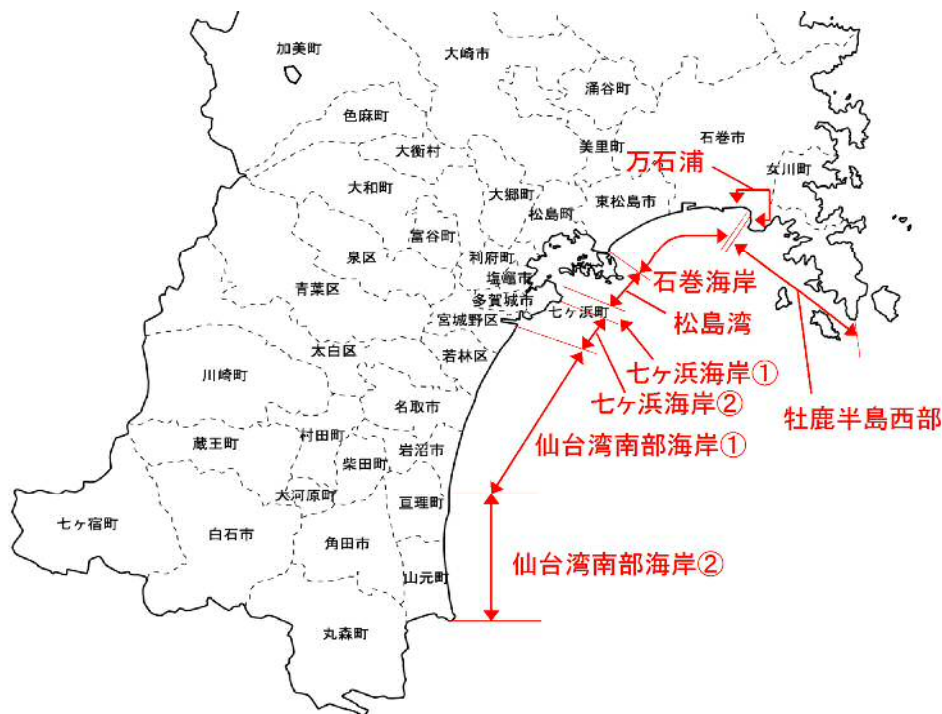 加美町
大崎市
涌谷町
色麻町
石巻市
美里町
大衡村
万石浦
女川町
大和町
大郷町
東松島市
松島町
富谷町
泉区
利府町
塩竈市
石巻海岸
青葉区
多賀城市
七ヶ浜町
宮城野区
松島湾
太白区
若林区
七ヶ浜海岸①
川崎町
七ヶ浜海岸②
名取市
牡鹿半島西部
村田町
蔵王町
岩沼市
仙台湾南部海岸①
柴田町
大河原町
亘理町
七ヶ宿町
白石市
角田市
仙台湾南部海岸②
山元町
丸森町